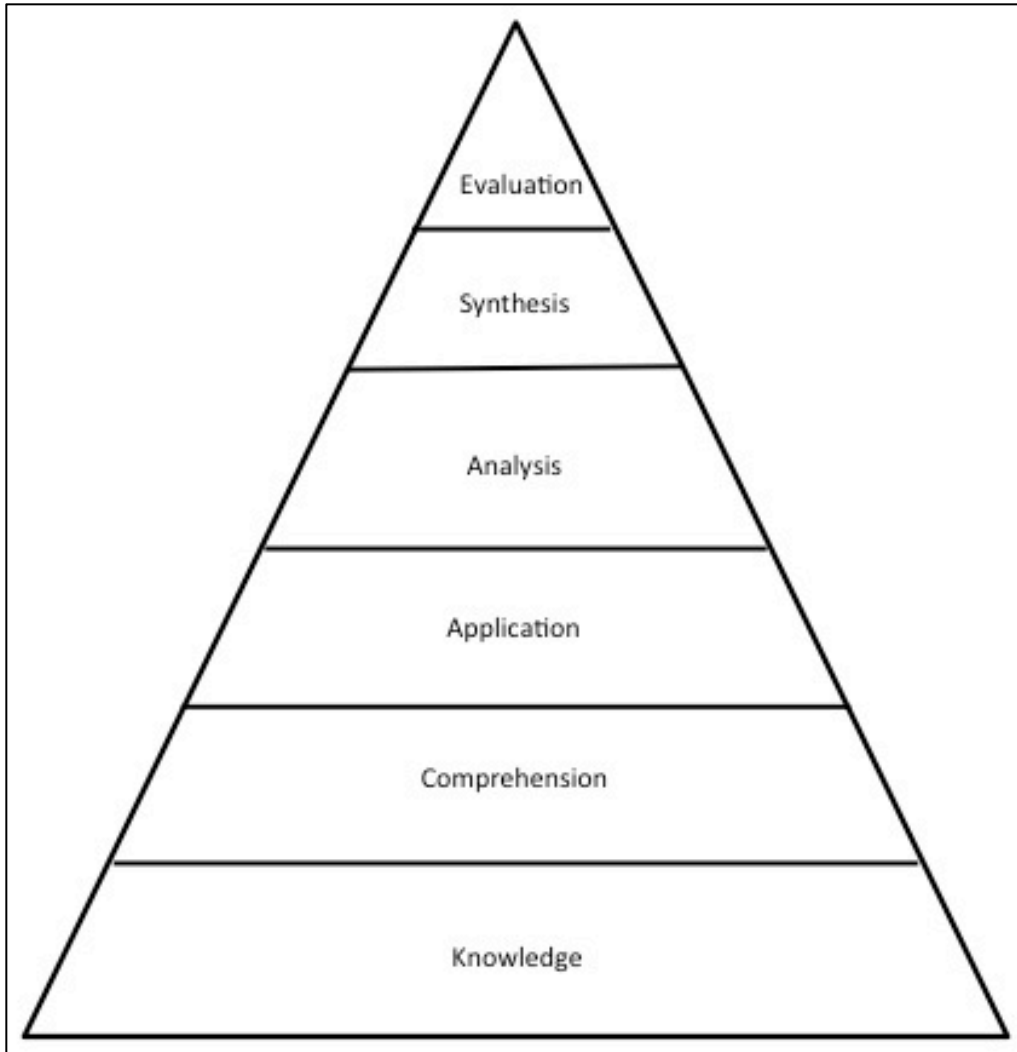 Evaluation
Synthesis
Analysis
Application
Comprehension
Knowledge